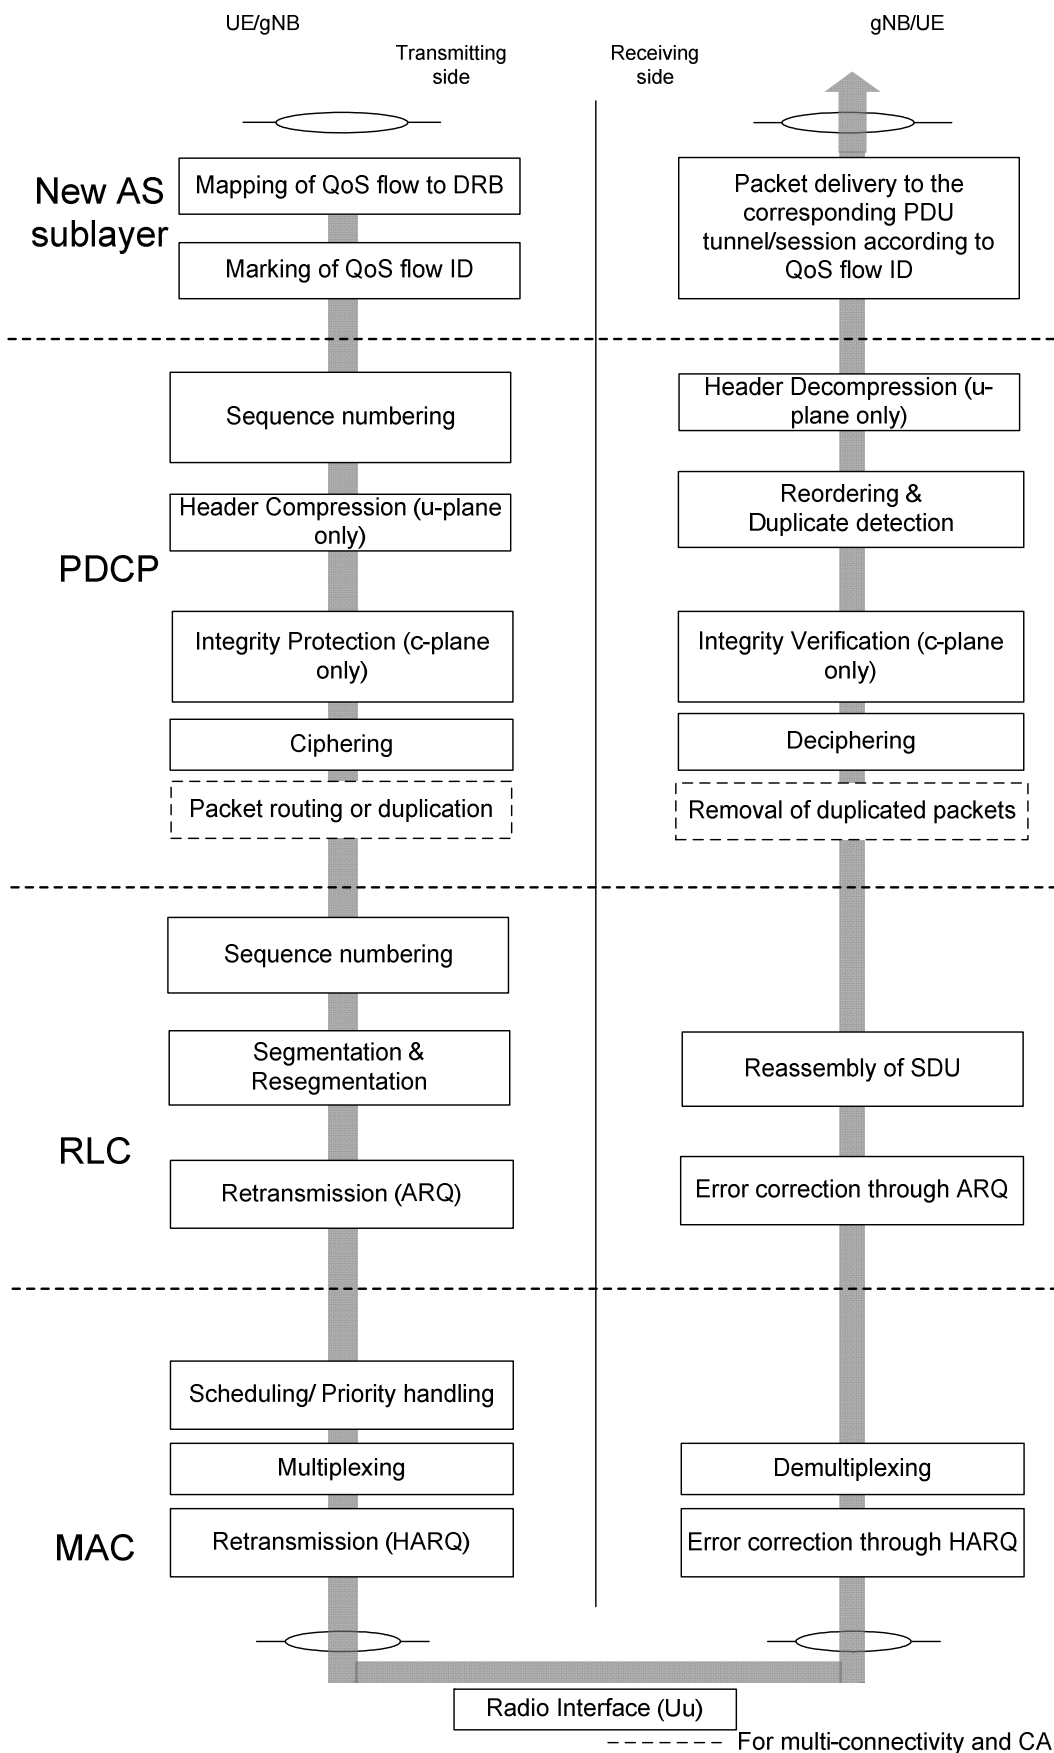 UE/gNB
gNB/UE
Transmitting
side
Receiving
side
New AS
sublayer
Mapping of QoS flow to DRB
Marking of QoS flow ID
Packet delivery to the
corresponding PDU
tunnel/session according to
QoS flow ID
PDCP
Sequence numbering
Header Compression (u-plane
only)
Integrity Protection (c-plane
only)
Ciphering
Packet routing or duplication
Header Decompression (u-
plane only)
Reordering &
Duplicate detection
Integrity Verification (c-plane
only)
Deciphering
Removal of duplicated packets
RLC
Sequence numbering
Segmentation &
Resegmentation
Retransmission (ARQ)
Reassembly of SDU
Error correction through ARQ
MAC
Scheduling/ Priority handling
Multiplexing
Retransmission (HARQ)
Demultiplexing
Error correction through HARQ
Radio Interface (Uu)
For multi-connectivity and CA